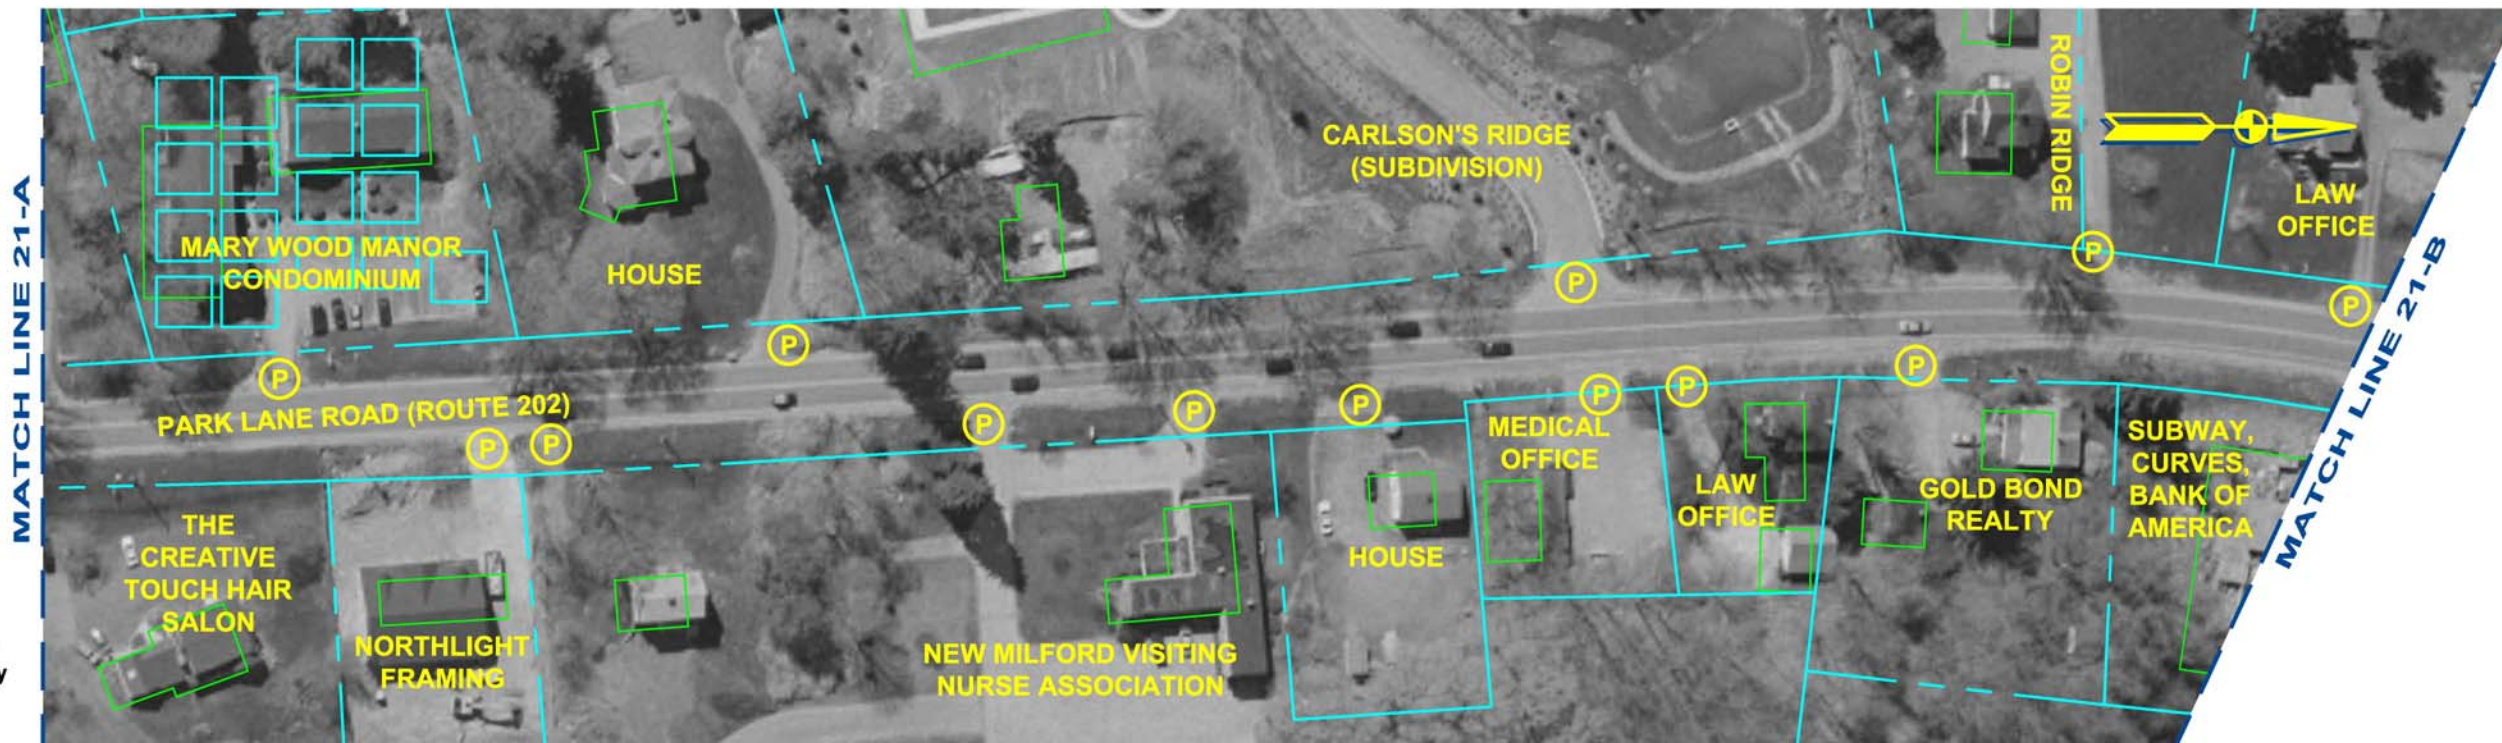 MATCH LINE 21-A
MARY WOOD MANOR
CONDOMINIUM
HOUSE
CARLSON'S RIDGE
(SUBDIVISION)
ROBIN RIDGE
LAW
OFFICE
MATCH LINE 21-B
P
P
P
P
P
PARK LANE ROAD (ROUTE 202)
P
P
P
P
P
P
P
P
THE
CREATIVE
TOUCH HAIR
SALON
NORTHLIGHT
FRAMING
NEW MILFORD VISITING
NURSE ASSOCIATION
HOUSE
MEDICAL
OFFICE
LAW
OFFICE
GOLD BOND
REALTY
SUBWAY,
CURVES,
BANK OF
AMERICA
y